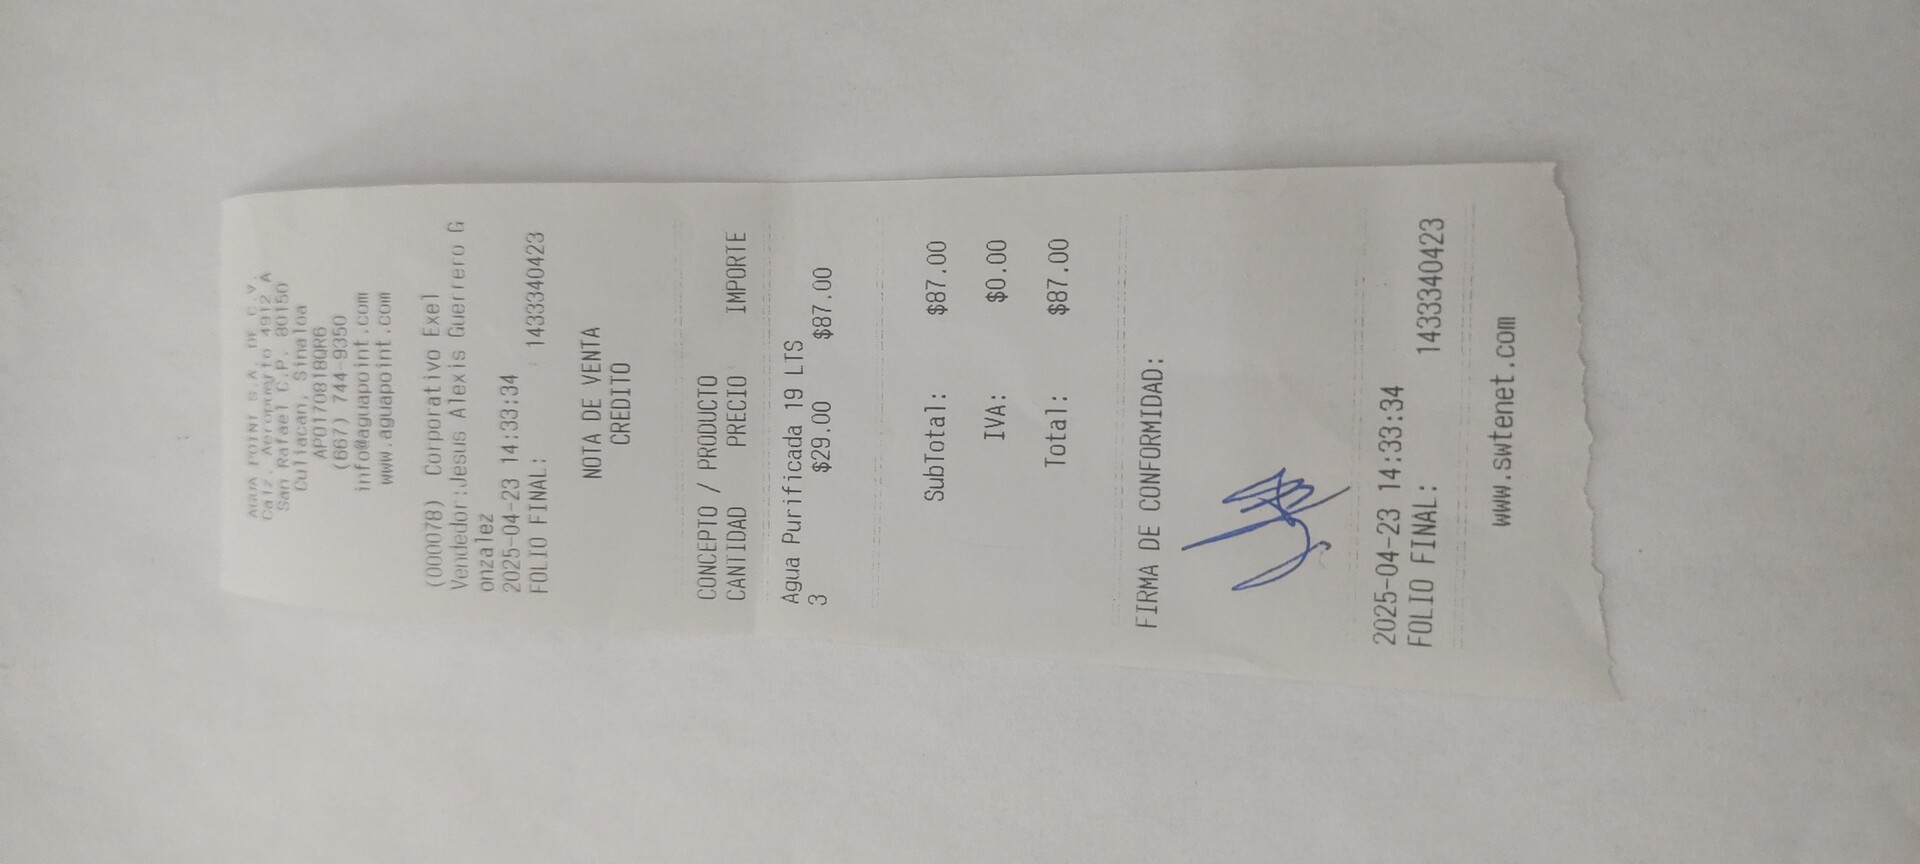 AGUA POINT S.A. DE C.V.
Calz. Aeropuerto 4912 A
San Rafael C.P. 80150
Culiacan, Sinaloa
APO170818QR6
(667) 744-9350
info@aguapoint.com
www.aguapoint.com
(000078) Corporativo Exel
Vendedor:Jesus Alexis Guerrero G
onzalez
2025-04-23 14:33:34
FOLIO FINAL: 1433340423
NOTA DE VENTA
CREDITO
CONCEPTO / PRODUCTO
CANTIDAD PRECIO IMPORTE
Agua Purificada 19 LTS
3 $29.00 $87.00
SubTotal: $87.00
IVA: $0.00
Total: $87.00
FIRMA DE CONFORMIDAD:
2025-04-23 14:33:34
FOLIO FINAL: 1433340423
www.swtenet.com